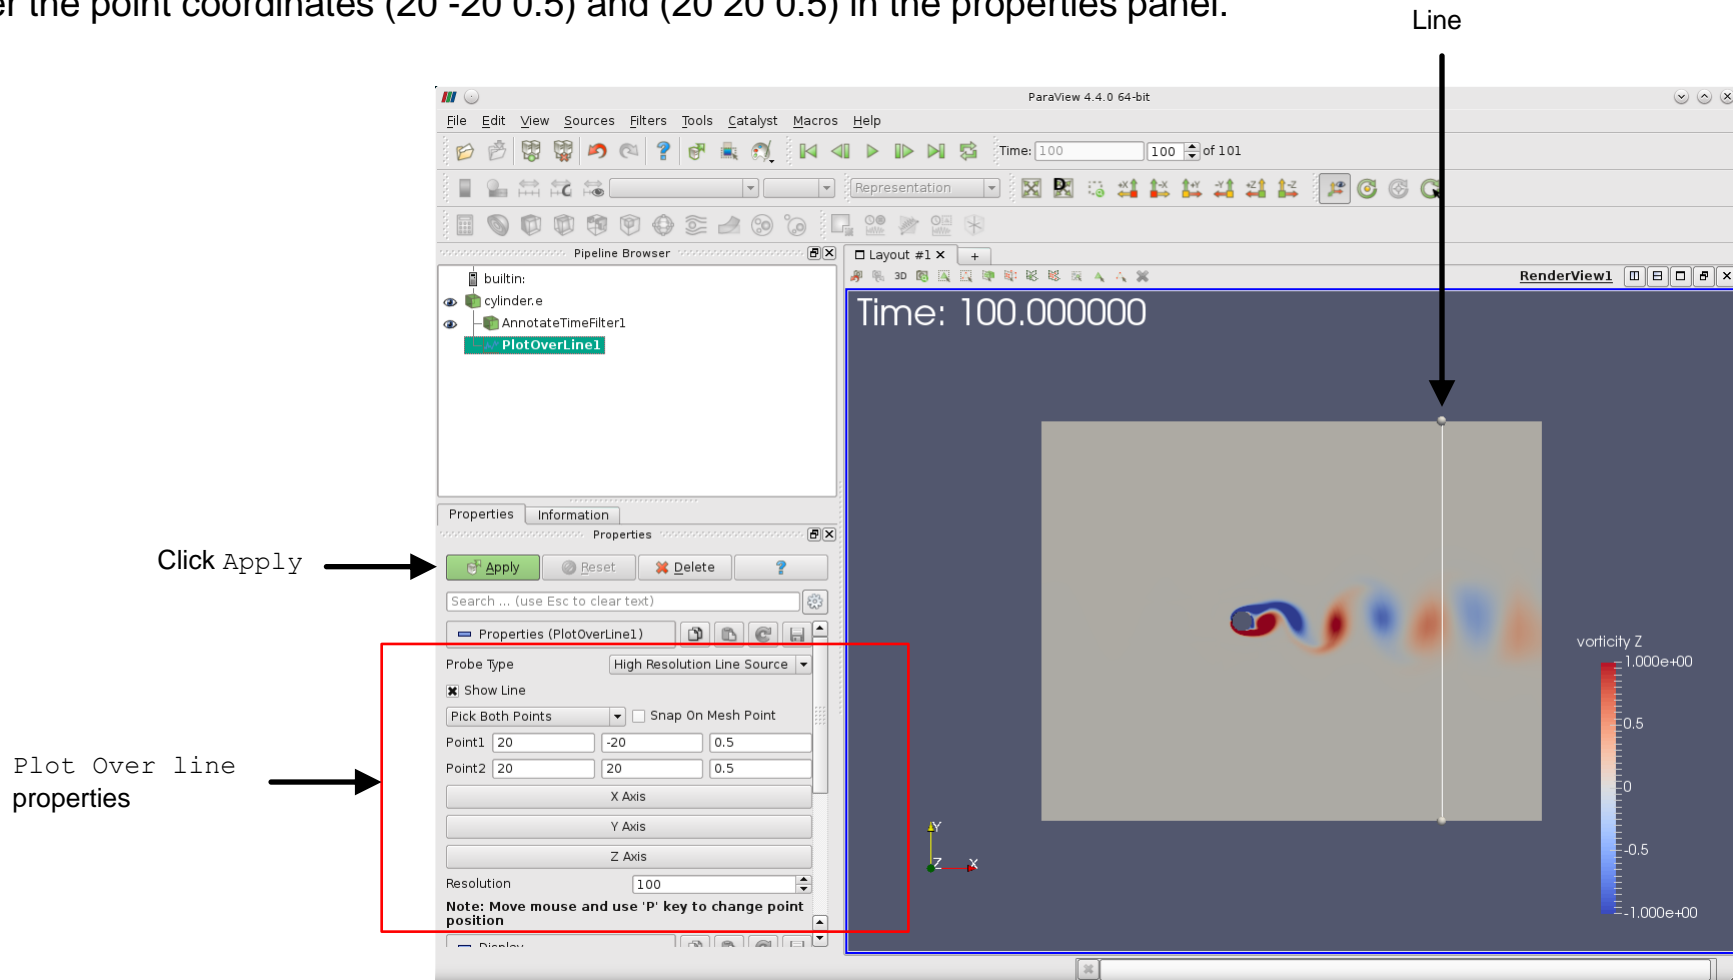 er the point coordinates (20 -20 0.5) and (20 20 0.5) in the properties panel.
Line
ParaView 4.4.0 64-bit
File Edit View Sources Filters Tools Catalyst Macros Help
Time: 100 100 of 101
Representation
Pipeline Browser
Layout #1 +
builtin:
3D
RenderView1
cylinder.e
Time: 100.000000
AnnotateTimeFilter1
PlotOverLine1
Properties Information
Properties
Click Apply
Apply Reset Delete ?
Search ... (use Esc to clear text)
Properties (PlotOverLine1)
Probe Type High Resolution Line Source
Show Line
Pick Both Points Snap On Mesh Point
Point1 20 -20 0.5
Point2 20 20 0.5
Plot Over line
properties
X Axis
Y Axis
Z Axis
Resolution 100
Note: Move mouse and use 'P' key to change point
position
Display
vorticity Z
1.000e+00
0.5
0
-0.5
-1.000e+00
Y
Z X